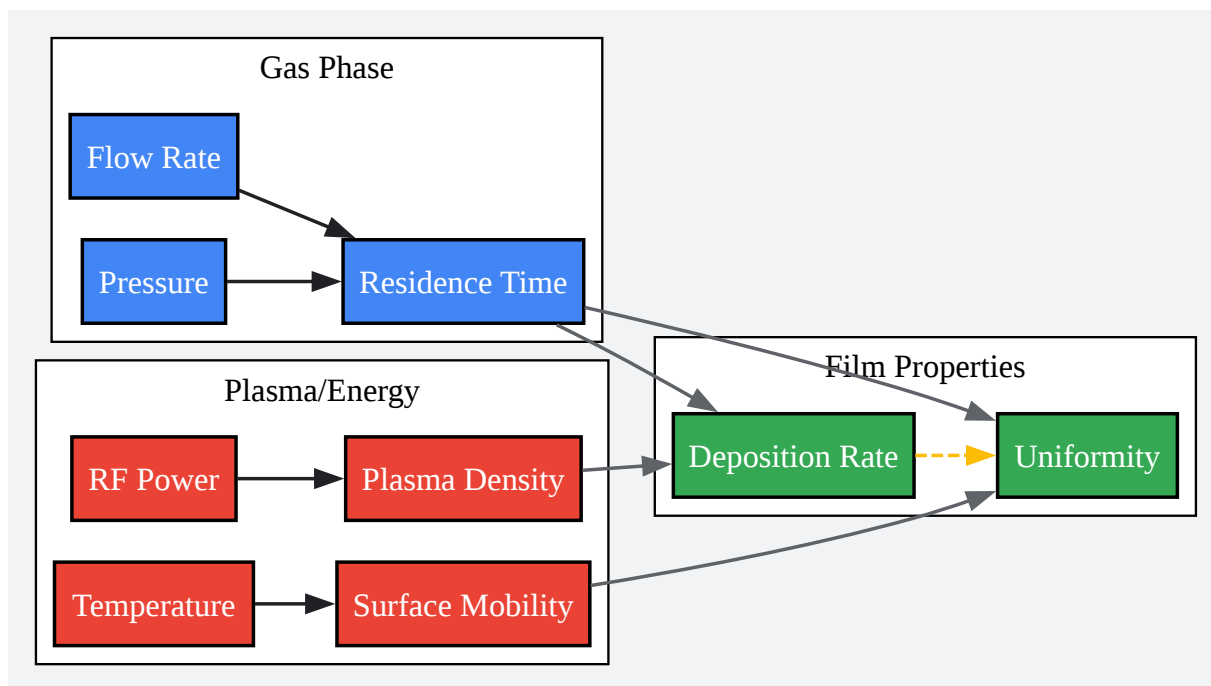 Gas Phase
Flow Rate
Pressure
Residence Time
Plasma/Energy
RF Power
Plasma Density
Temperature
Surface Mobility
Film Properties
Deposition Rate
Uniformity